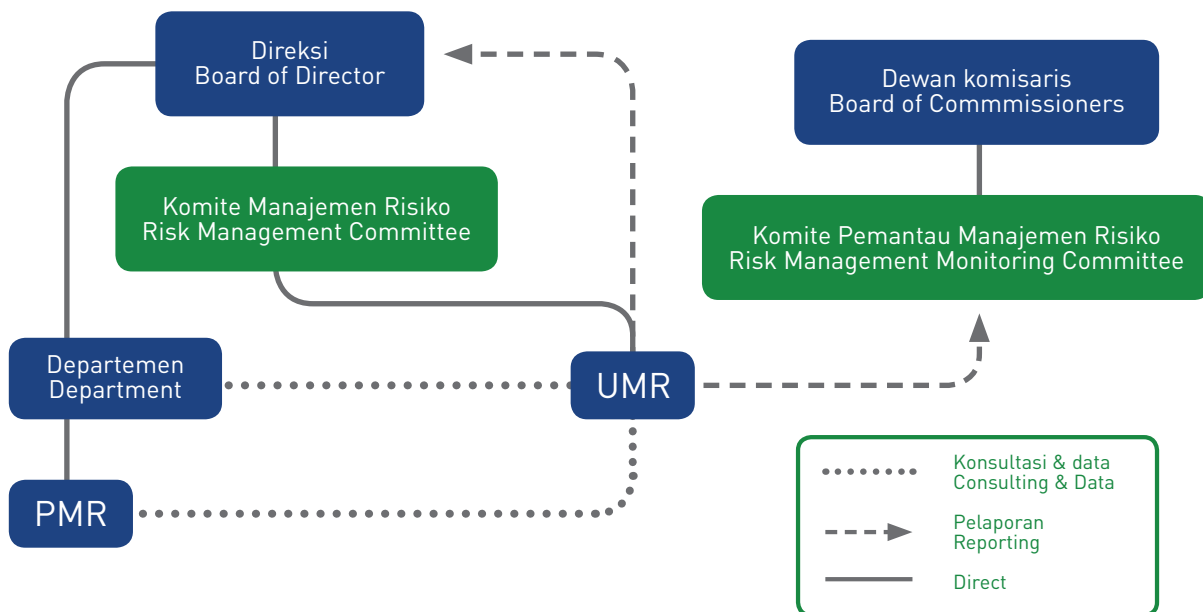 Direksi
Board of Director
Dewan komisaris
Board of Commmissioners
Komite Manajemen Risiko
Risk Management Committee
Komite Pemantau Manajemen Risiko
Risk Management Monitoring Committee
Departemen
Department
UMR
PMR
Konsultasi & data
Consulting & Data
Pelaporan
Reporting
Direct